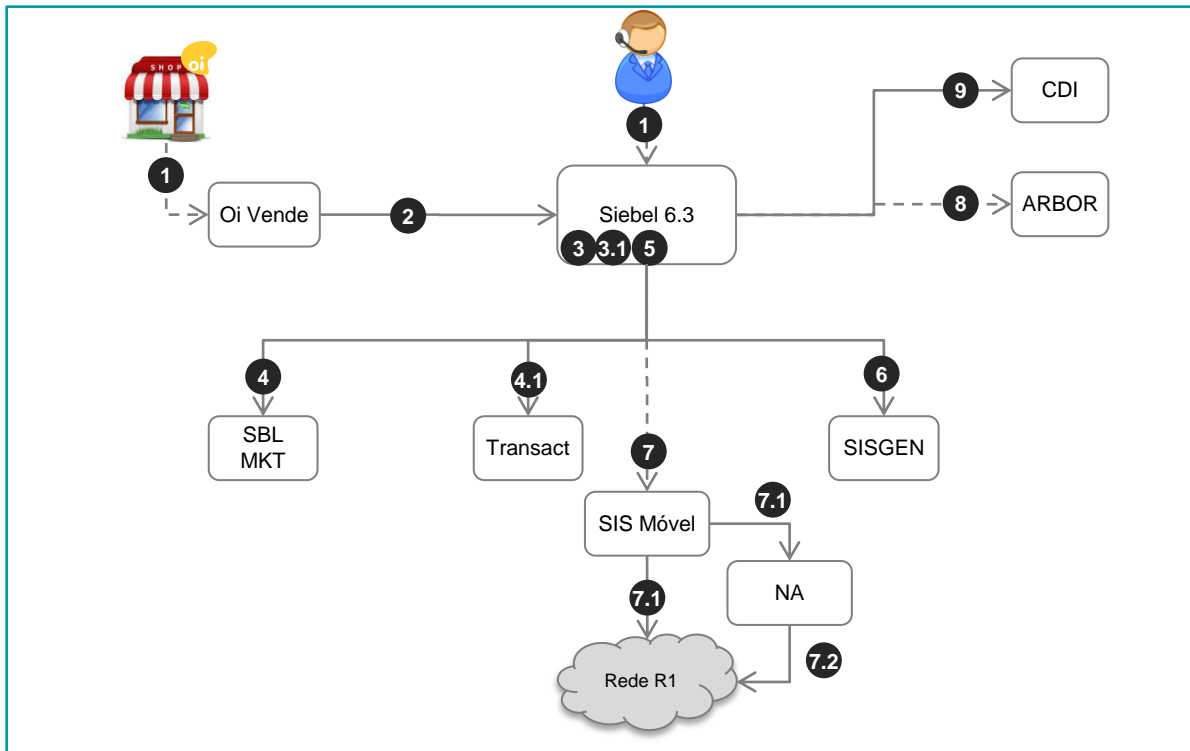 SHOP
oi
1
1
9
CDI
Oi Vende
2
Siebel 6.3
8
ARBOR
3
3.1
5
4
4.1
6
SBL
MKT
Transact
7
SISGEN
7.1
SIS Móvel
7.1
NA
7.2
Rede R1